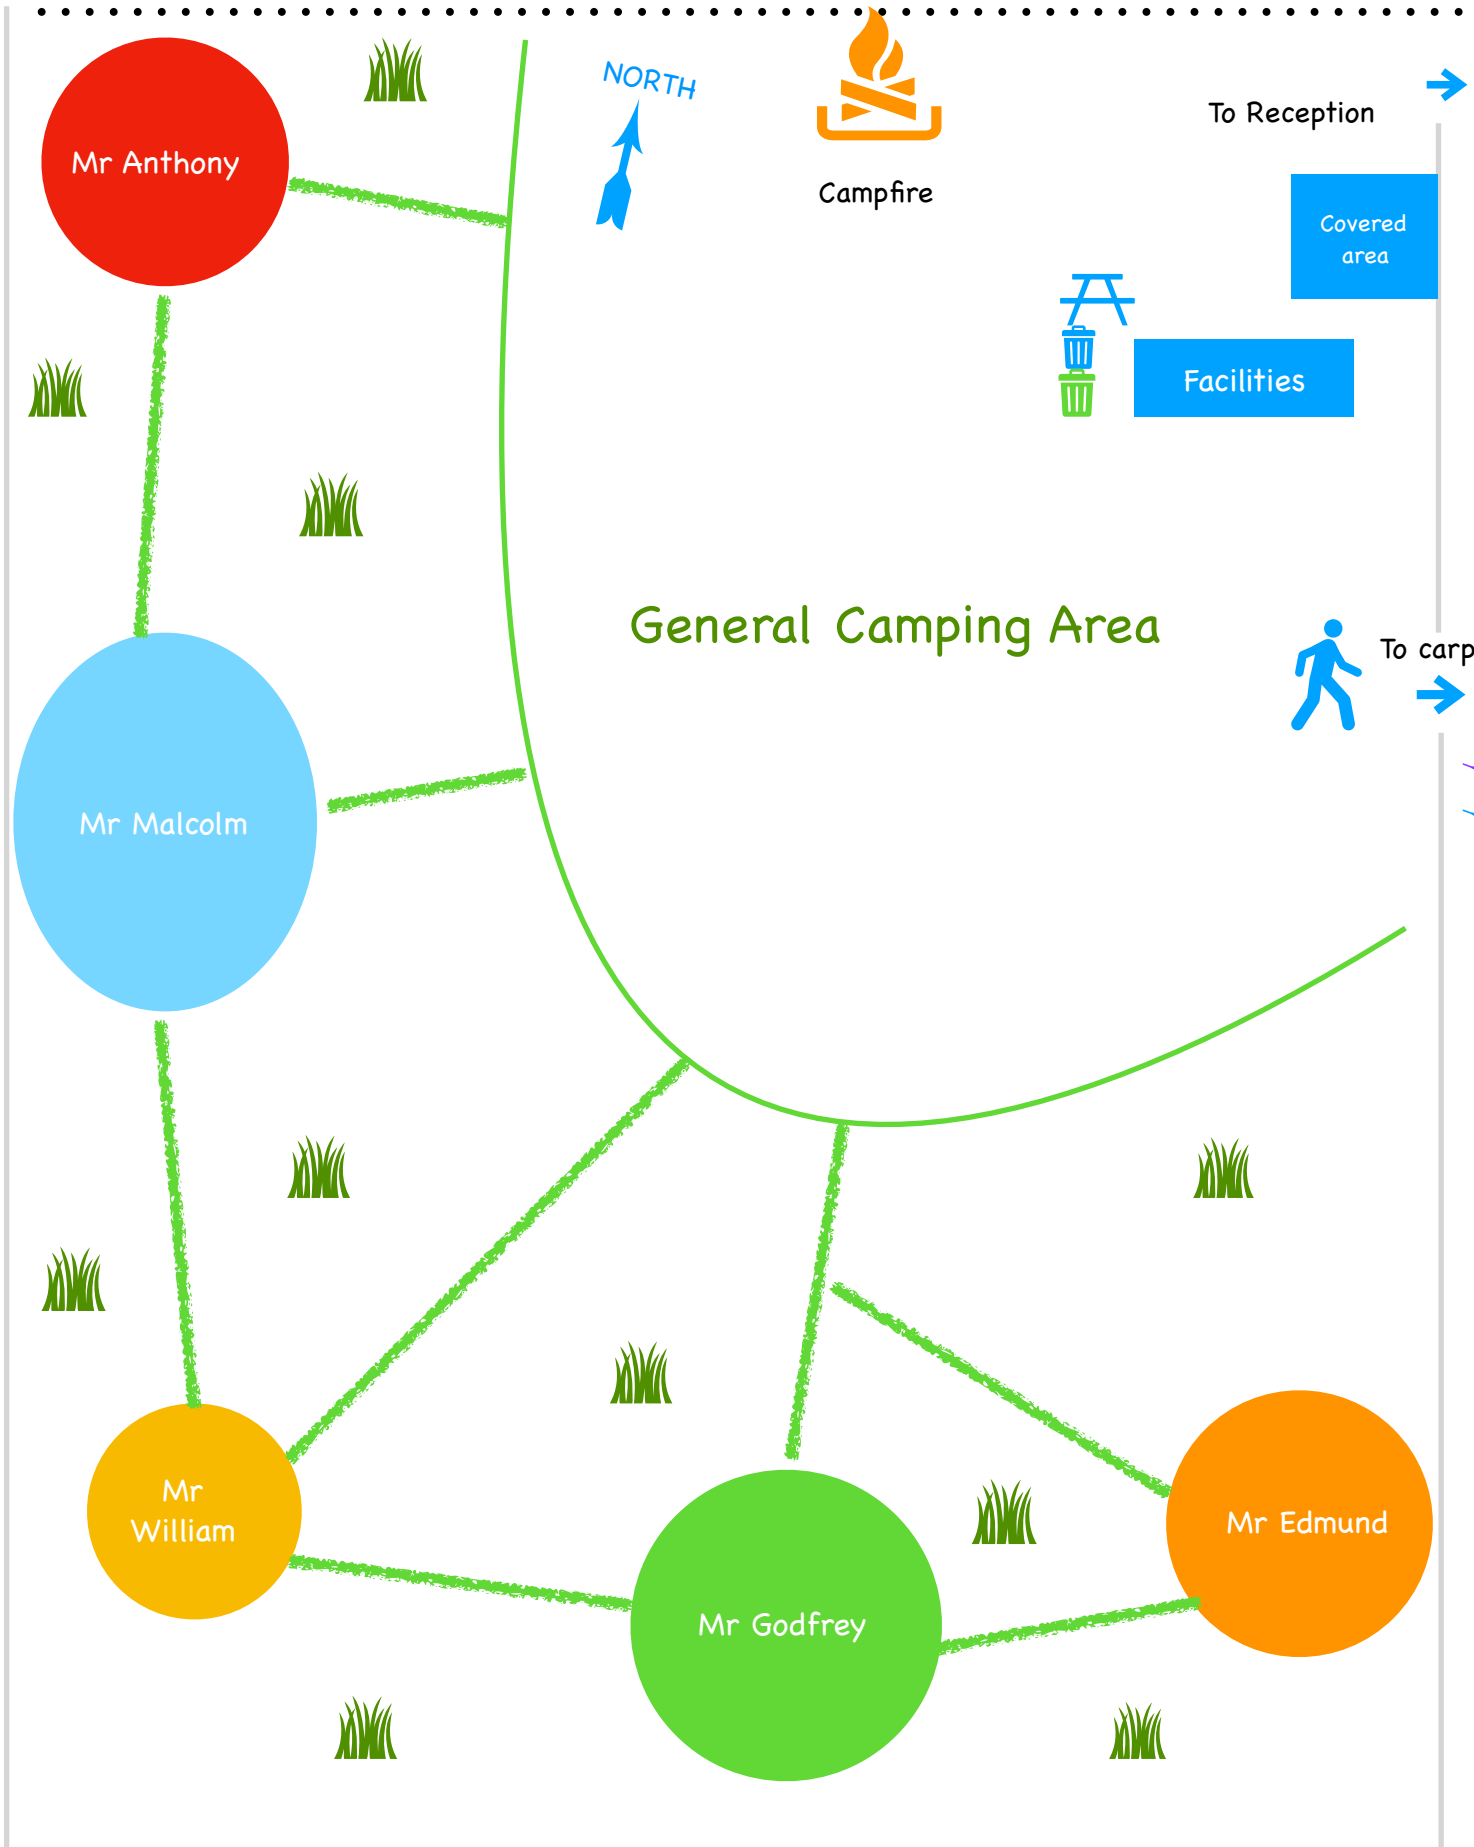 NORTH
To Reception
Mr Anthony
Campfire
Covered
area
Facilities
General Camping Area
To carp
Mr Malcolm
Mr
William
Mr Edmund
Mr Godfrey